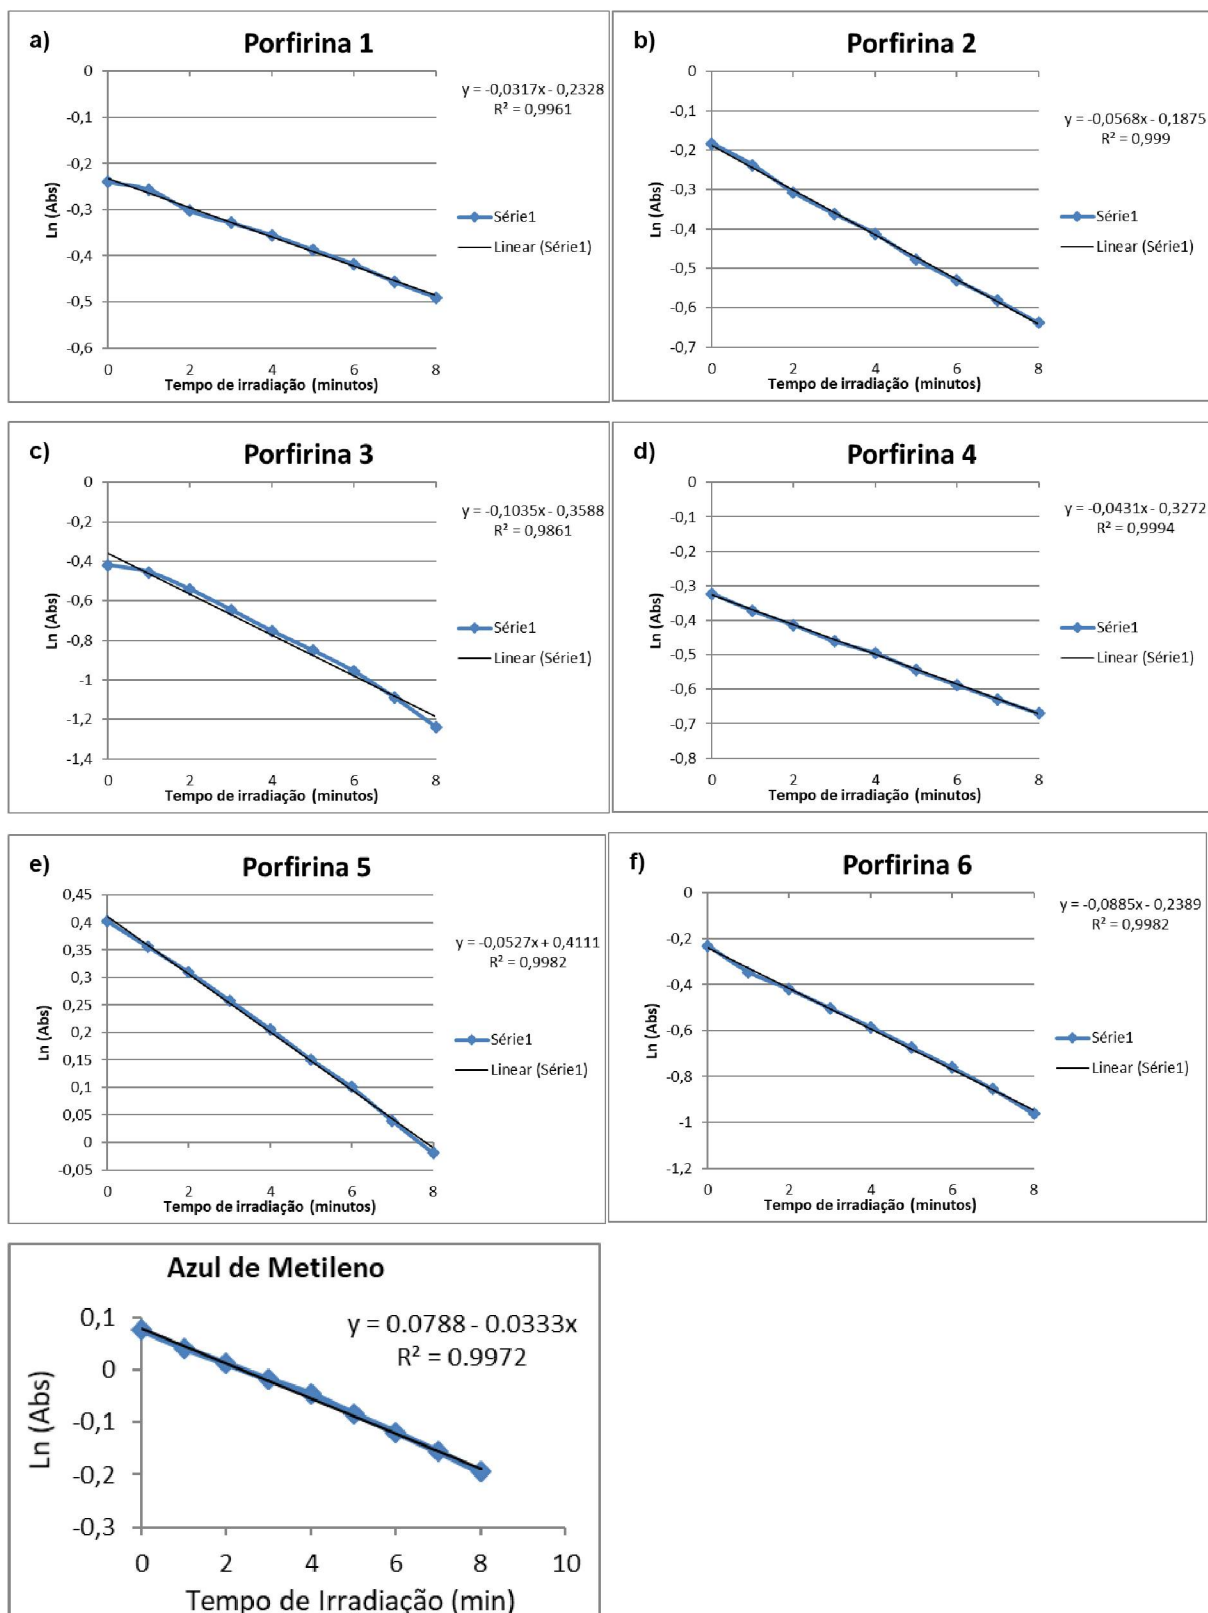 a)
Porfirina 1
0
-0,1
-0,2
-0,3
-0,4
-0,5
-0,6
Ln (Abs)
0 2 4 6 8
Tempo de irradiação (minutos)
y = -0,0317x - 0,2328
R² = 0,9961
Série1
Linear (Série1)
b)
Porfirina 2
0
-0,1
-0,2
-0,3
-0,4
-0,5
-0,6
-0,7
Ln (Abs)
0 2 4 6 8
Tempo de irradiação (minutos)
y = -0,0568x - 0,1875
R² = 0,999
Série1
Linear (Série1)
c)
Porfirina 3
0
-0,2
-0,4
-0,6
-0,8
-1
-1,2
-1,4
Ln (Abs)
0 2 4 6 8
Tempo de irradiação (minutos)
y = -0,1035x - 0,3588
R² = 0,9861
Série1
Linear (Série1)
d)
Porfirina 4
0
-0,1
-0,2
-0,3
-0,4
-0,5
-0,6
-0,7
-0,8
Ln (Abs)
0 2 4 6 8
Tempo de irradiação (minutos)
y = -0,0431x - 0,3272
R² = 0,9994
Série1
Linear (Série1)
e)
Porfirina 5
0,45
0,4
0,35
0,3
0,25
0,2
0,15
0,1
0,05
0
-0,05
Ln (Abs)
0 2 4 6 8
Tempo de irradiação (minutos)
y = -0,0527x + 0,4111
R² = 0,9982
Série1
Linear (Série1)
f)
Porfirina 6
0
-0,2
-0,4
-0,6
-0,8
-1
-1,2
Ln (Abs)
0 2 4 6 8
Tempo de irradiação (minutos)
y = -0,0885x - 0,2389
R² = 0,9982
Série1
Linear (Série1)
Azul de Metileno
0,1
0
-0,1
-0,2
-0,3
Ln (Abs)
0 2 4 6 8 10
Tempo de Irradiação (min)
y = 0.0788 - 0.0333x
R² = 0.9972